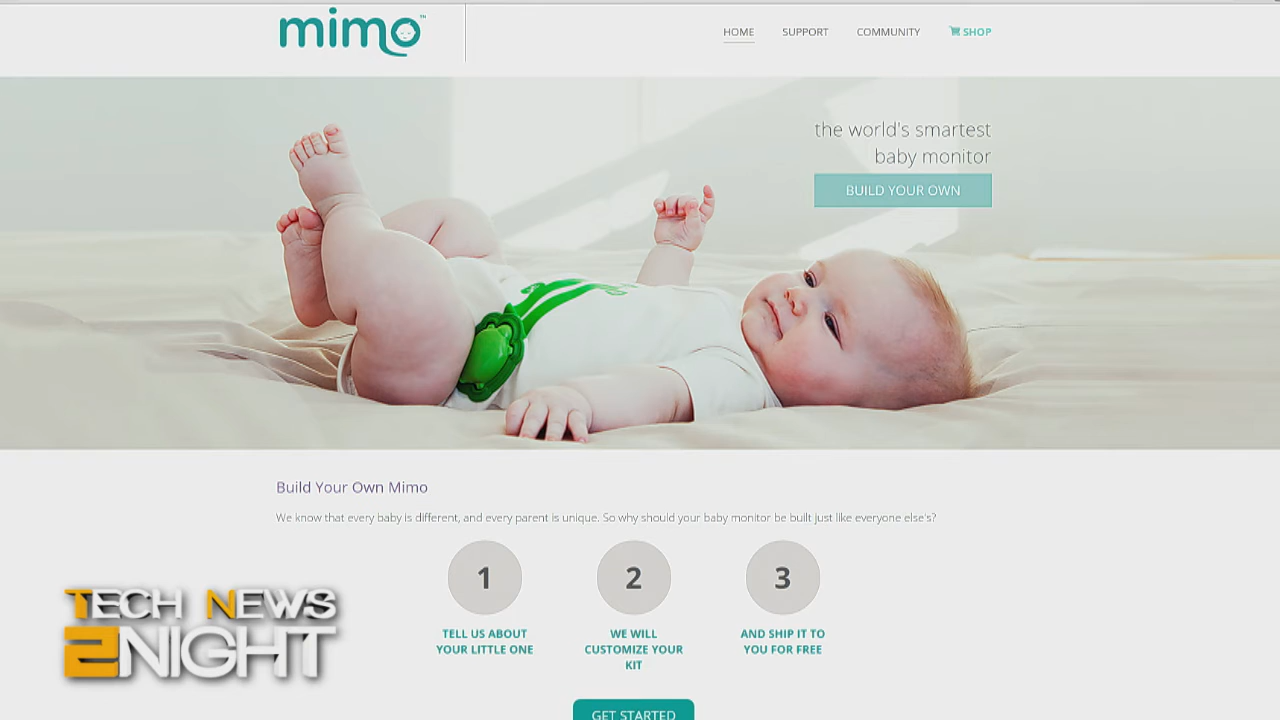 mimo™
HOME SUPPORT COMMUNITY SHOP
the world's smartest
baby monitor
BUILD YOUR OWN
Build Your Own Mimo
We know that every baby is different, and every parent is unique. So why should your baby monitor be built just like everyone else's?
1 2 3
TELL US ABOUT
YOUR LITTLE ONE
WE WILL
CUSTOMIZE YOUR
KIT
AND SHIP IT TO
YOU FOR FREE
GET STARTED
TECH NEWS
2NIGHT